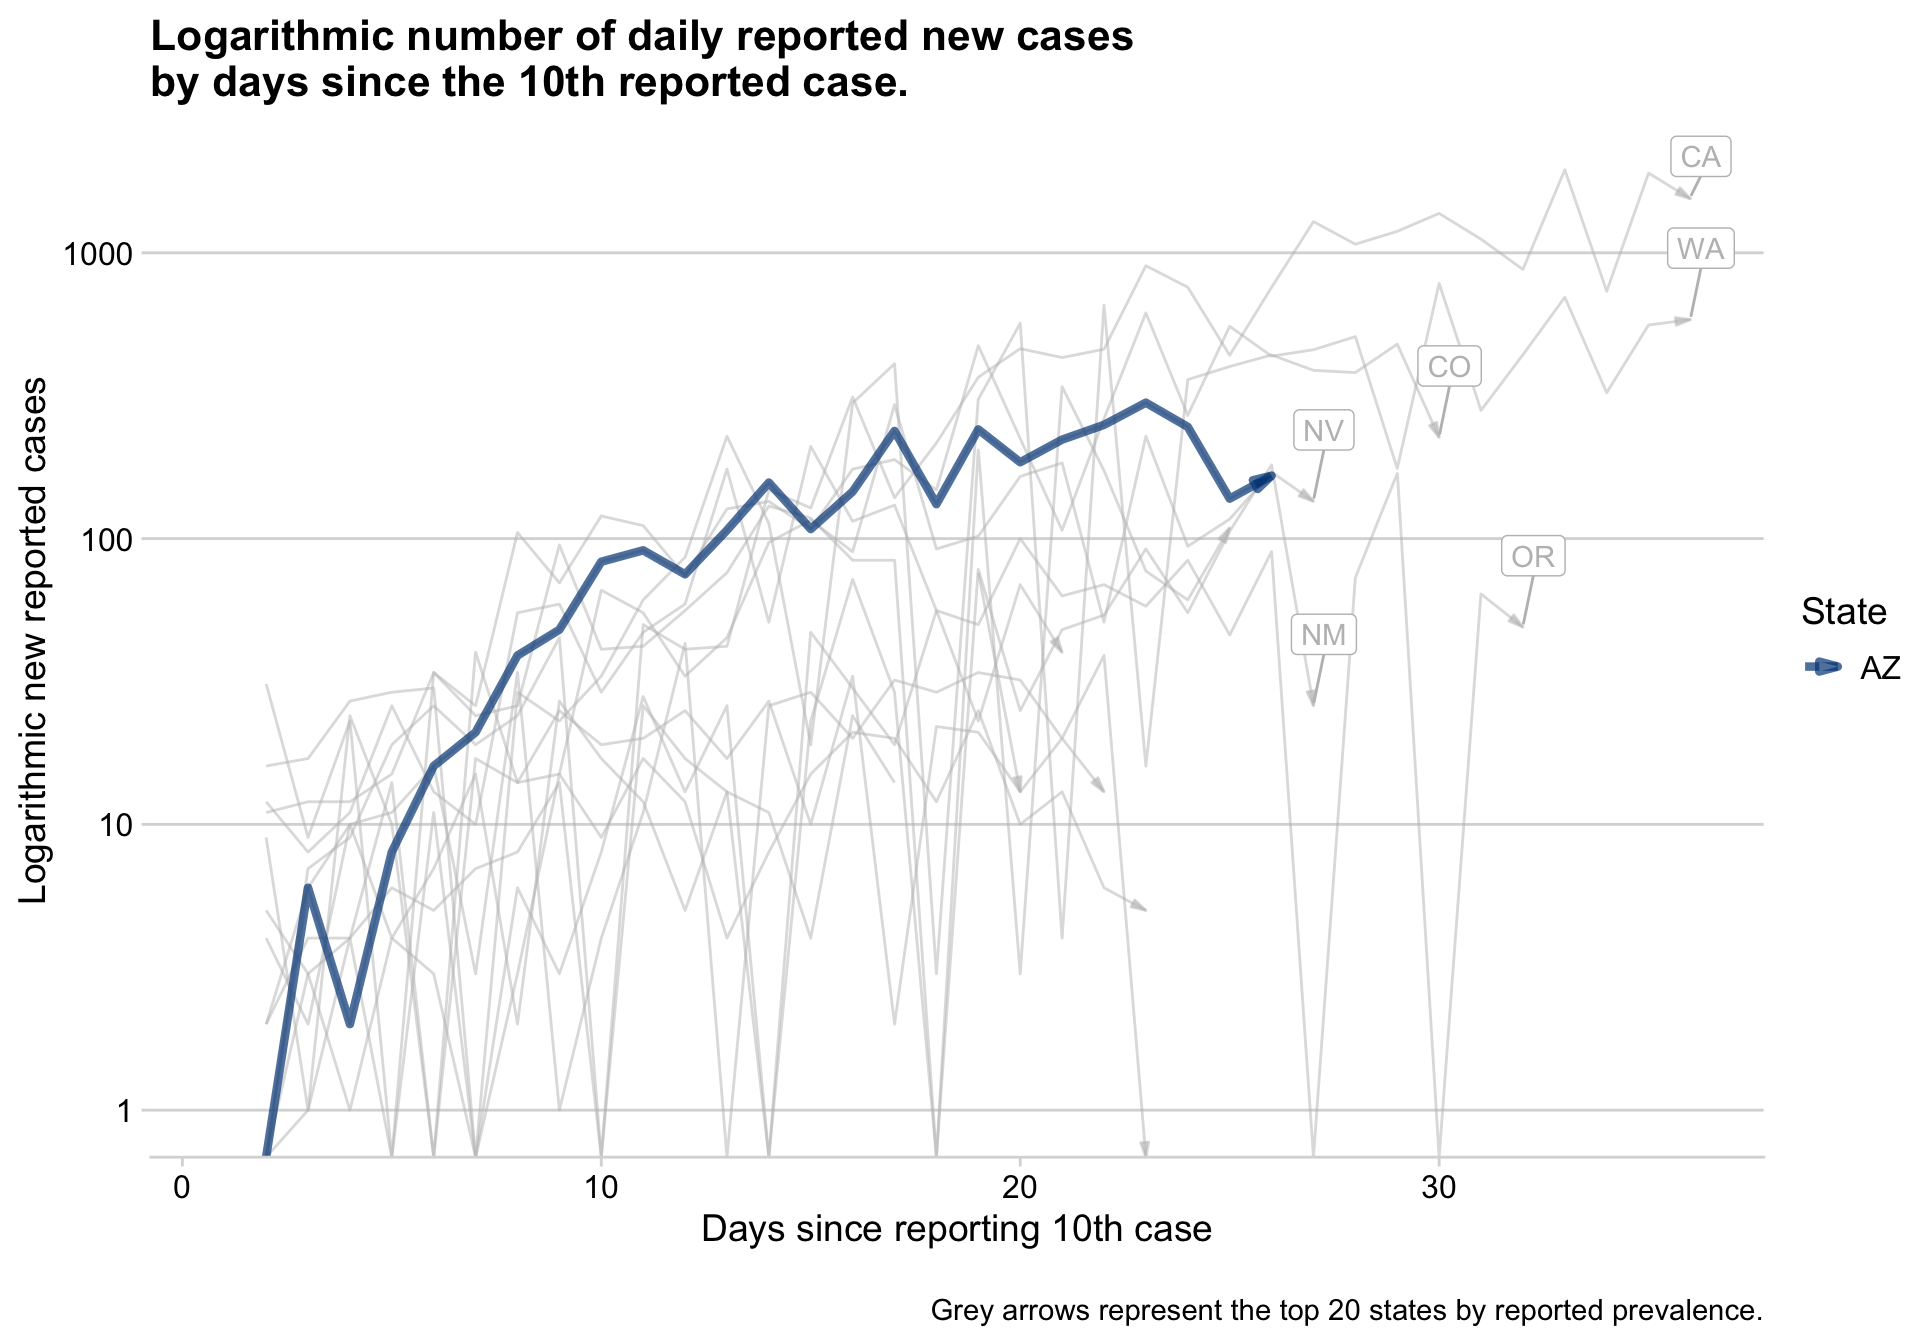 Logarithmic number of daily reported new cases
by days since the 10th reported case.
CA
WA
1000
CO
NV
100
OR
NM
State
AZ
10
1
0
10
20
30
Logarithmic new reported cases
Days since reporting 10th case
Grey arrows represent the top 20 states by reported prevalence.